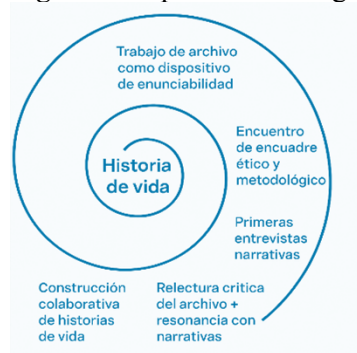 Trabajo de archivo
como dispositivo
de enunciabilidad
Historia
de vida
Encuentro
de encuadre
ético y
metodológico
Primeras
entrevistas
narrativas
Relectura critica
del archivo +
resonancia con
narrativas
Construcción
colaborativa
de historias
de vida